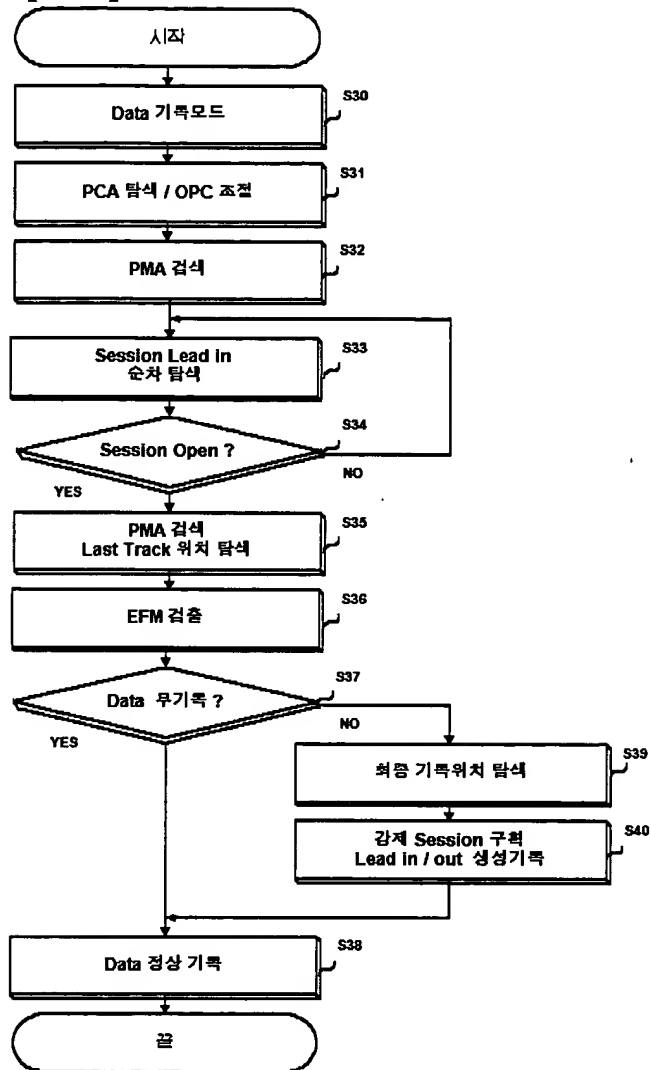 시작
S30
Data 기록모드
S31
PCA 탐색 / OPC 조절
S32
PMA 검색
S33
Session Lead in
순차 탐색
S34
Session Open ?
NO
YES
S35
PMA 검색
Last Track 위치 탐색
S36
EFM 검출
S37
Data 무기록 ?
NO
YES
S39
최종 기록위치 탐색
S40
강제 Session 구획
Lead in / out 생성기록
S38
Data 정상 기록
끝